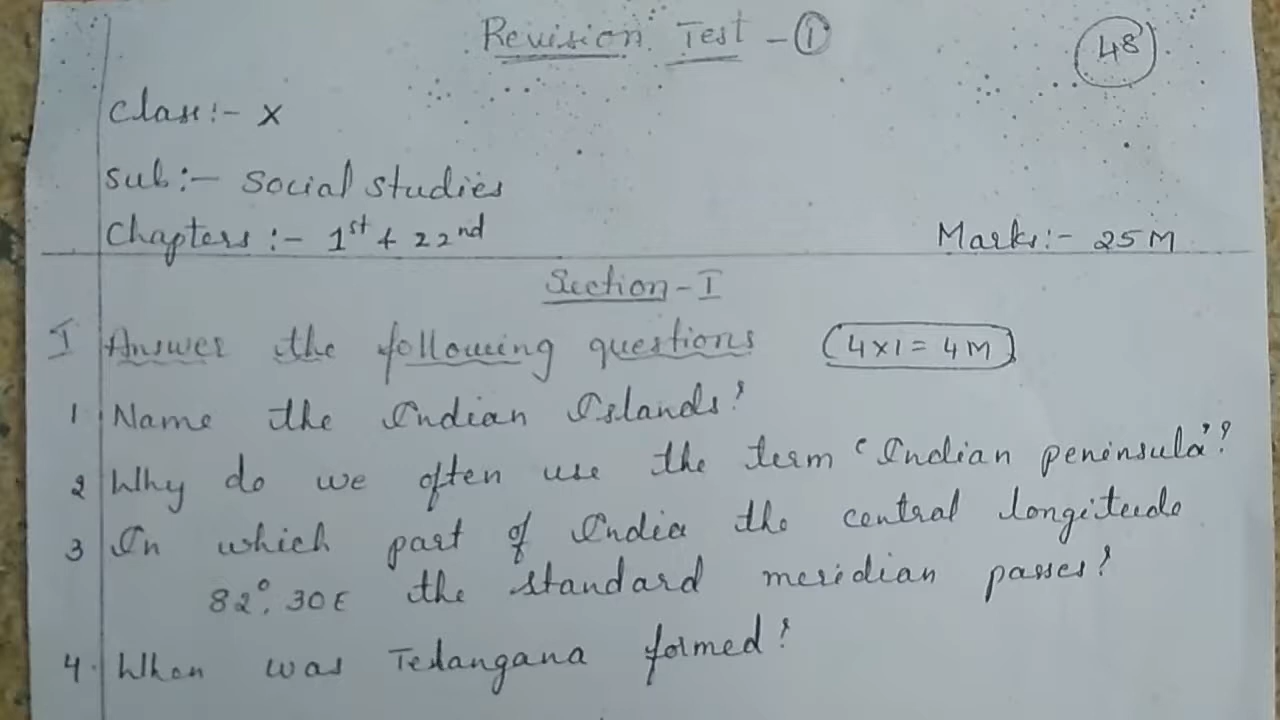 Revision Test - ①
48
Class:- X
Sub:- Social Studies
Chapters:- 1st + 22nd
Marks:- 25M
Section-I
I Answer the following questions (4x1=4M)
1. Name the Indian Islands?
2 Why do we often use the term 'Indian peninsula'?
3 In which part of India the central longitude
82°. 30E the standard meridian passes?
4. When was Telangana formed?